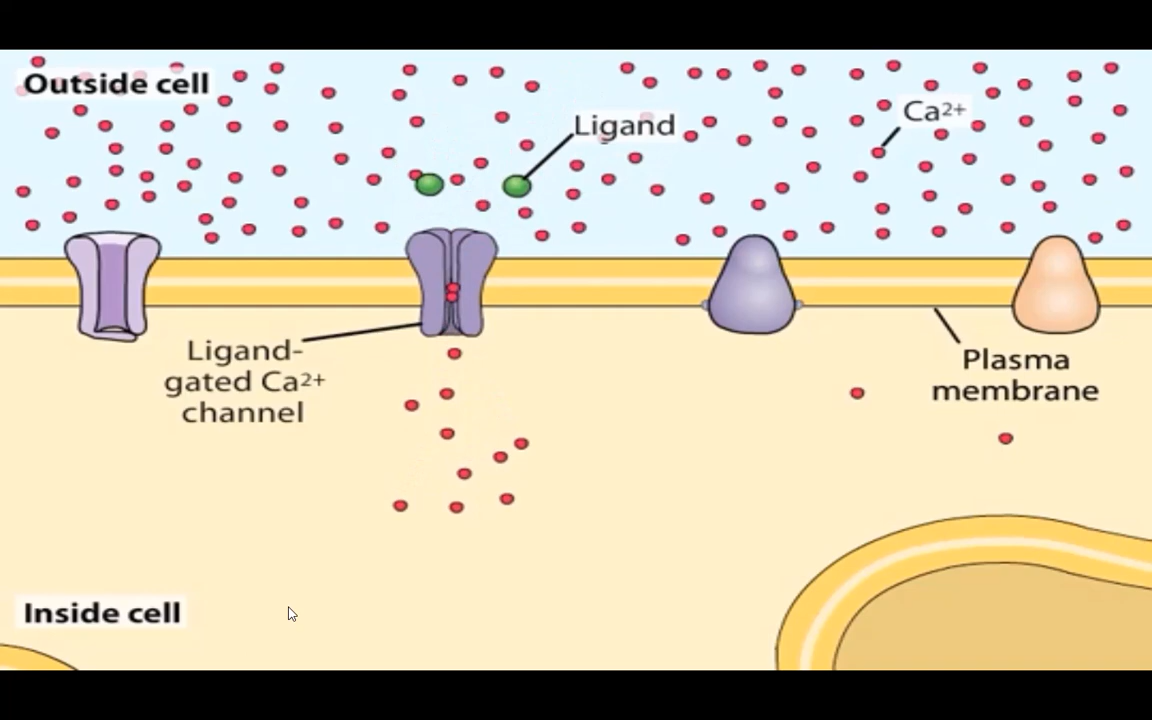 Outside cell
Ligand
Ca²⁺
Ligand-
gated Ca²⁺
channel
Plasma
membrane
Inside cell